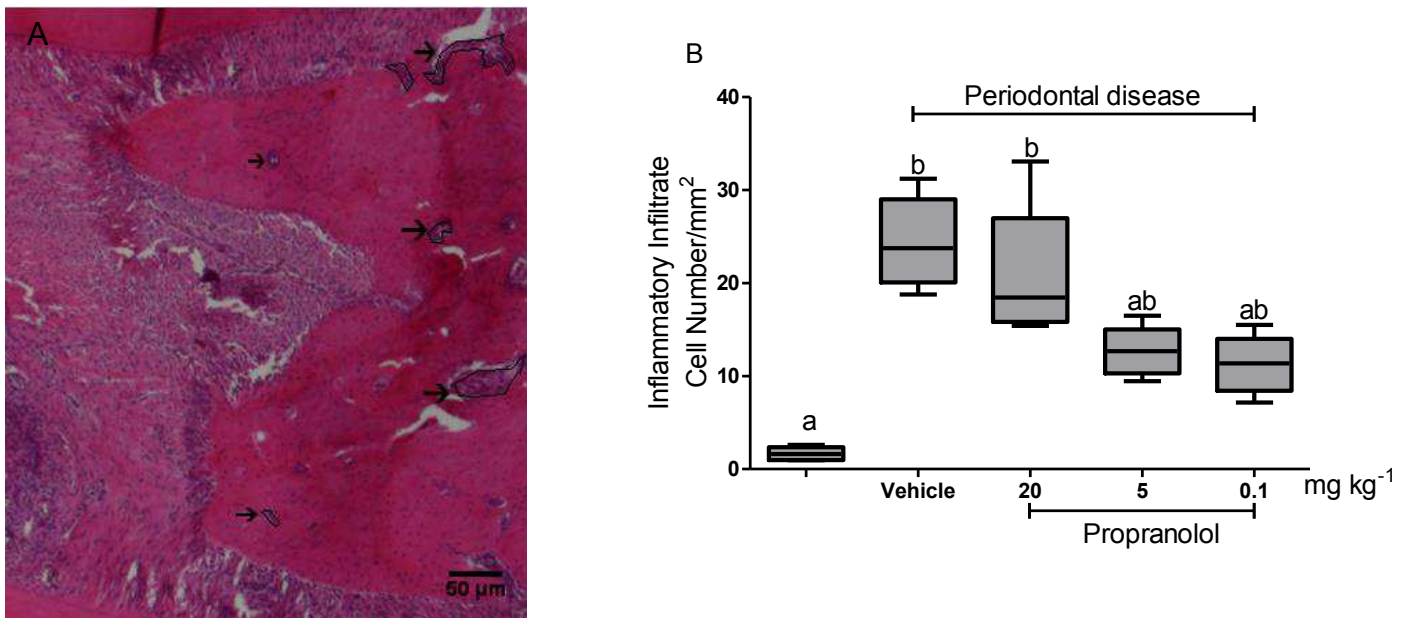 A
50 µm
B
Periodontal disease
Inflammatory Infiltrate
Cell Number/mm²
40
30
20
10
0
a
b
b
ab
ab
Vehicle 20 5 0.1 mg kg⁻¹
Propranolol